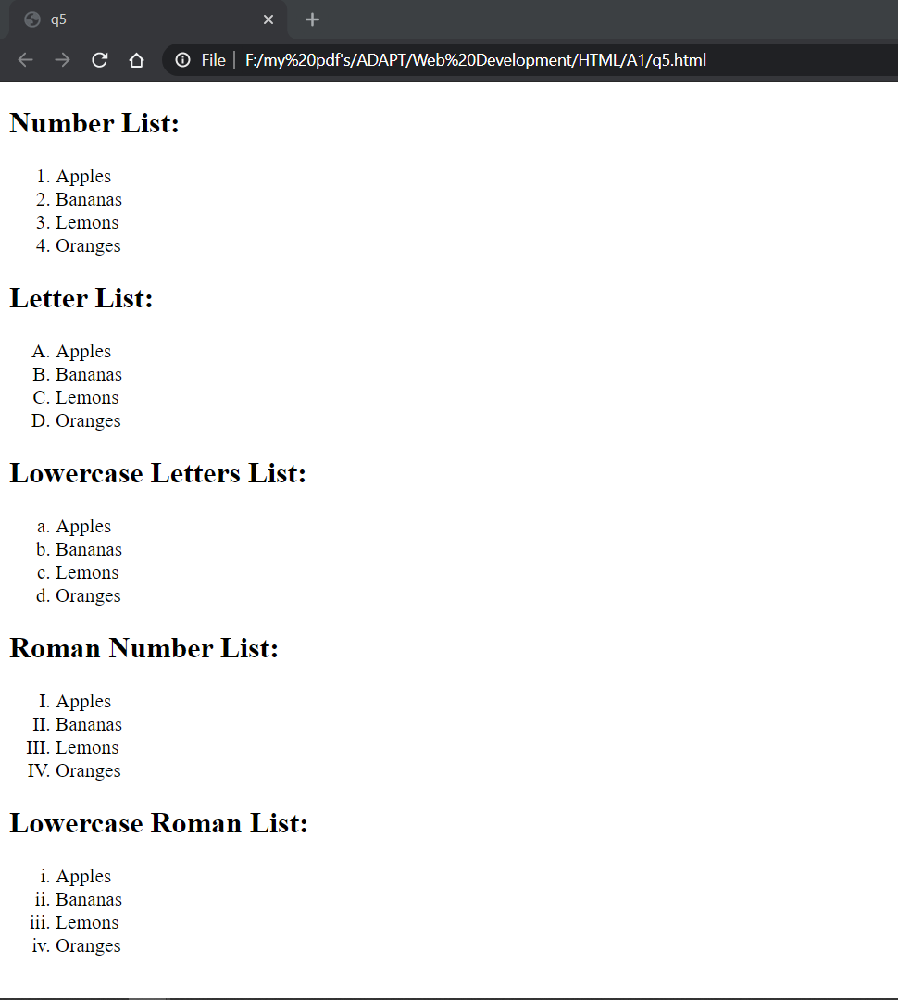 q5
File | F:/my%20pdf's/ADAPT/Web%20Development/HTML/A1/q5.html
Number List:
1. Apples
2. Bananas
3. Lemons
4. Oranges
Letter List:
A. Apples
B. Bananas
C. Lemons
D. Oranges
Lowercase Letters List:
a. Apples
b. Bananas
c. Lemons
d. Oranges
Roman Number List:
I. Apples
II. Bananas
III. Lemons
IV. Oranges
Lowercase Roman List:
i. Apples
ii. Bananas
iii. Lemons
iv. Oranges